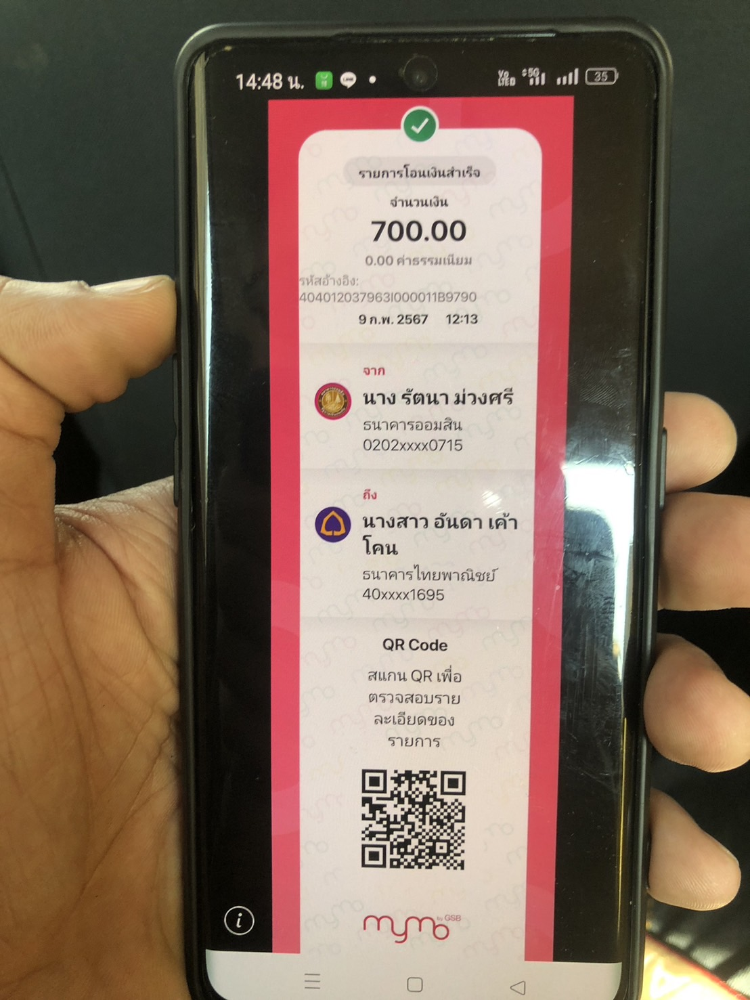 14:48 น.
LINE
Vo
LTED
5G
35
รายการโอนเงินสำเร็จ
จำนวนเงิน
700.00
0.00 ค่าธรรมเนียม
รหัสอ้างอิง:
404012037963I000011B9790
9 ก.พ. 2567 12:13
จาก
นาง รัตนา ม่วงศรี
ธนาคารออมสิน
0202xxxx0715
ถึง
นางสาว อันดา เค้า
โคน
ธนาคารไทยพาณิชย์
40xxxx1695
QR Code
สแกน QR เพื่อ
ตรวจสอบราย
ละเอียดของ
รายการ
mymo by GSB